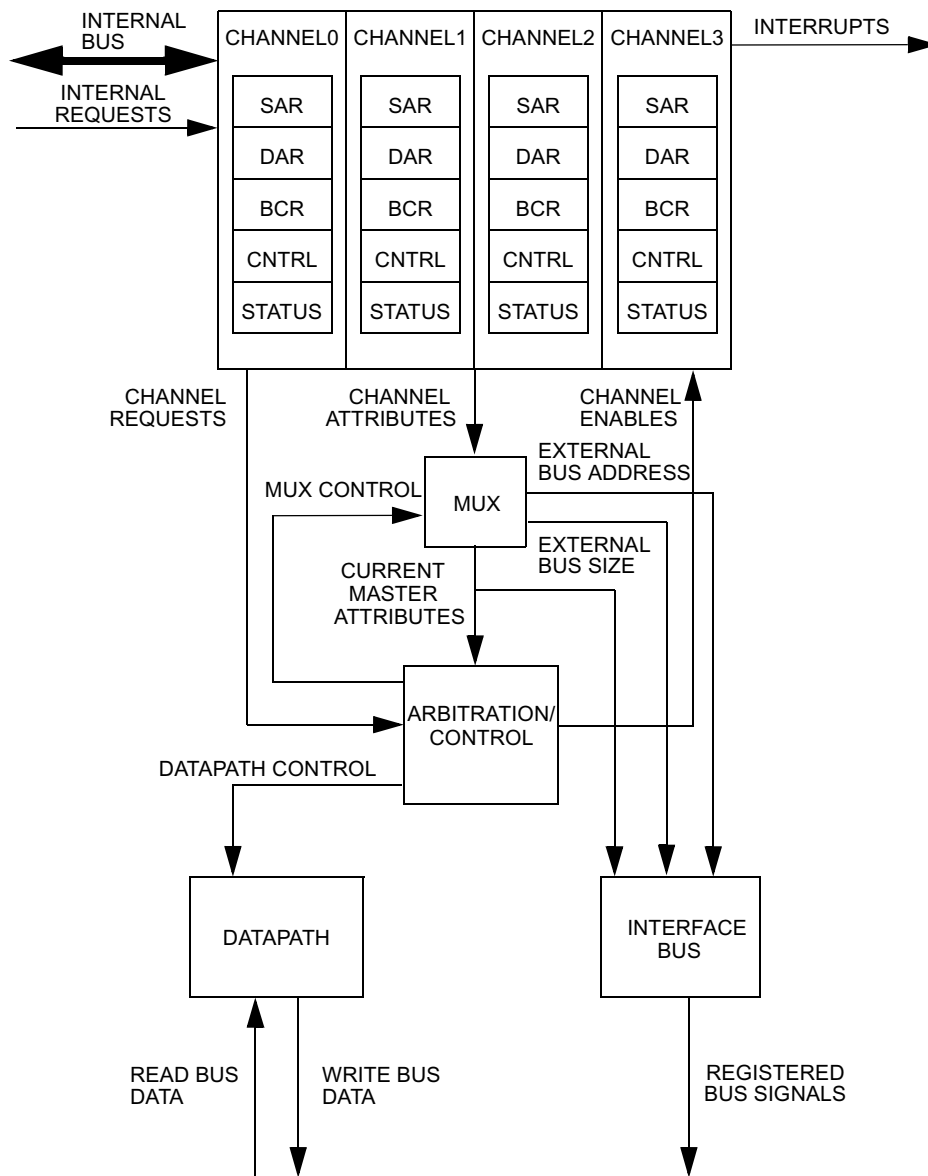 INTERNAL
BUS
CHANNEL0
CHANNEL1
CHANNEL2
CHANNEL3
INTERRUPTS
INTERNAL
REQUESTS
SAR
SAR
SAR
SAR
DAR
DAR
DAR
DAR
BCR
BCR
BCR
BCR
CNTRL
CNTRL
CNTRL
CNTRL
STATUS
STATUS
STATUS
STATUS
CHANNEL
REQUESTS
CHANNEL
ATTRIBUTES
CHANNEL
ENABLES
EXTERNAL
BUS ADDRESS
MUX CONTROL
MUX
EXTERNAL
BUS SIZE
CURRENT
MASTER
ATTRIBUTES
ARBITRATION/
CONTROL
DATAPATH CONTROL
DATAPATH
INTERFACE
BUS
READ BUS
DATA
WRITE BUS
DATA
REGISTERED
BUS SIGNALS